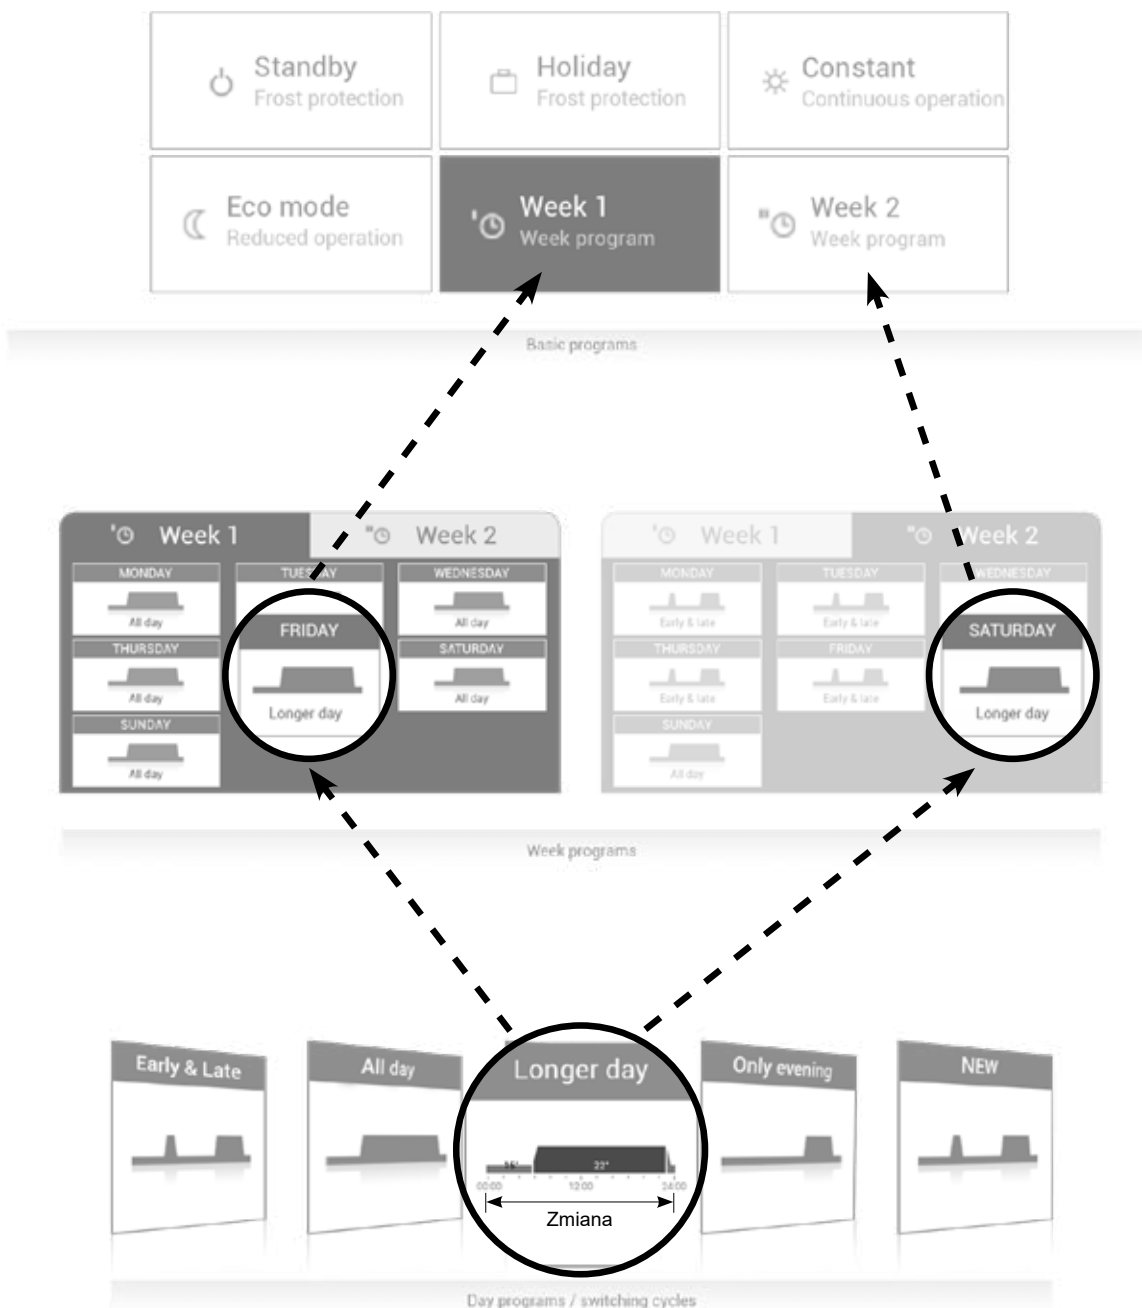 Standby
Frost protection
Holiday
Frost protection
Constant
Continuous operation
Eco mode
Reduced operation
Week 1
Week program
Week 2
Week program
Basic programs
Week 1
Week 2
MONDAY
All day
TUESDAY
WEDNESDAY
All day
THURSDAY
All day
FRIDAY
Longer day
SATURDAY
All day
SUNDAY
All day
Week 1
Week 2
MONDAY
Early & late
TUESDAY
Early & late
WEDNESDAY
THURSDAY
Early & late
FRIDAY
Early & late
SATURDAY
Longer day
SUNDAY
All day
Week programs
Early & Late
All day
Longer day
16° 22°
00:00 12:00 24:00
Zmiana
Only evening
NEW
Day programs / switching cycles